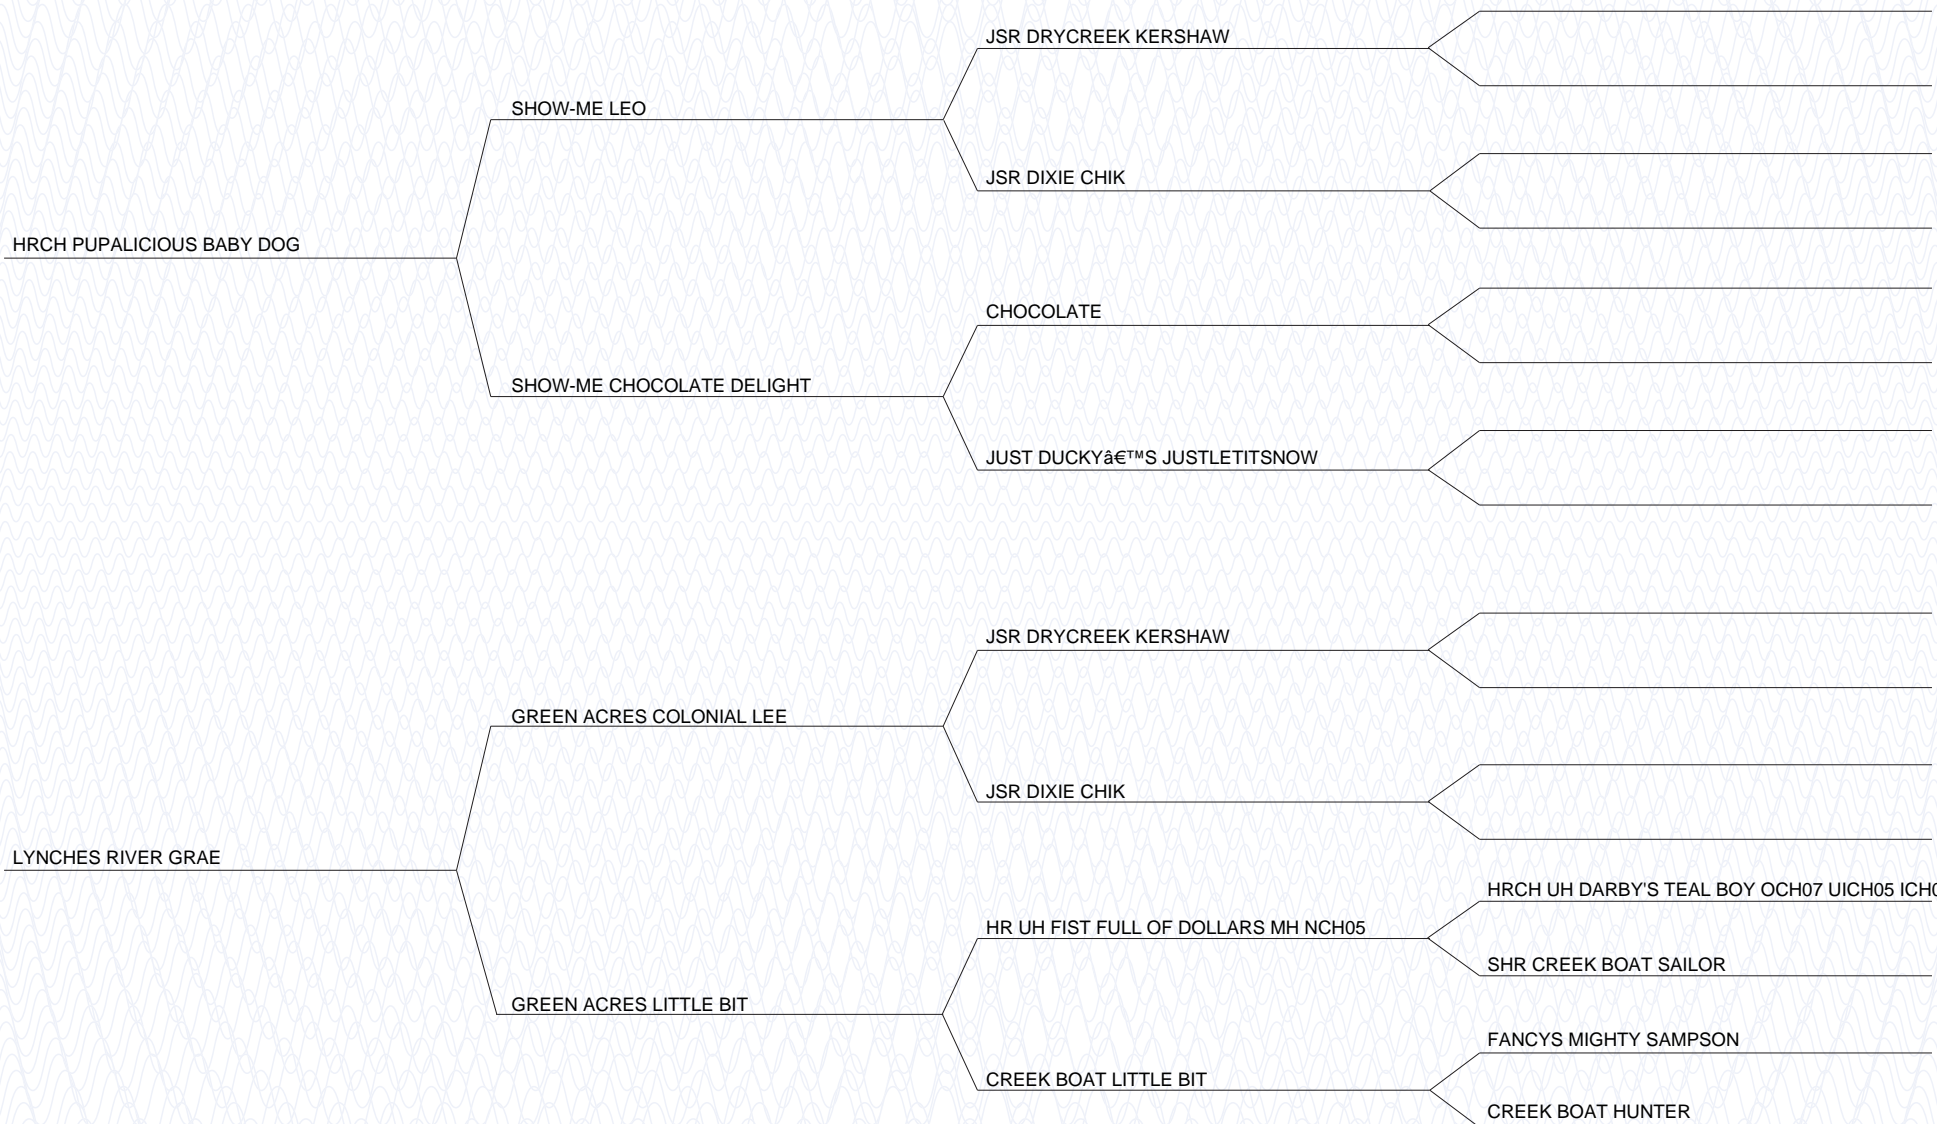 JSR DRYCREEK KERSHAW
SHOW-ME LEO
JSR DIXIE CHIK
HRCH PUPALICIOUS BABY DOG
CHOCOLATE
SHOW-ME CHOCOLATE DELIGHT
JUST DUCKYâ€™S JUSTLETITSNOW
JSR DRYCREEK KERSHAW
GREEN ACRES COLONIAL LEE
JSR DIXIE CHIK
LYNCHES RIVER GRAE
HRCH UH DARBY'S TEAL BOY OCH07 UICH05
HR UH FIST FULL OF DOLLARS MH NCH05
SHR CREEK BOAT SAILOR
GREEN ACRES LITTLE BIT
FANCYS MIGHTY SAMPSON
CREEK BOAT LITTLE BIT
CREEK BOAT HUNTER